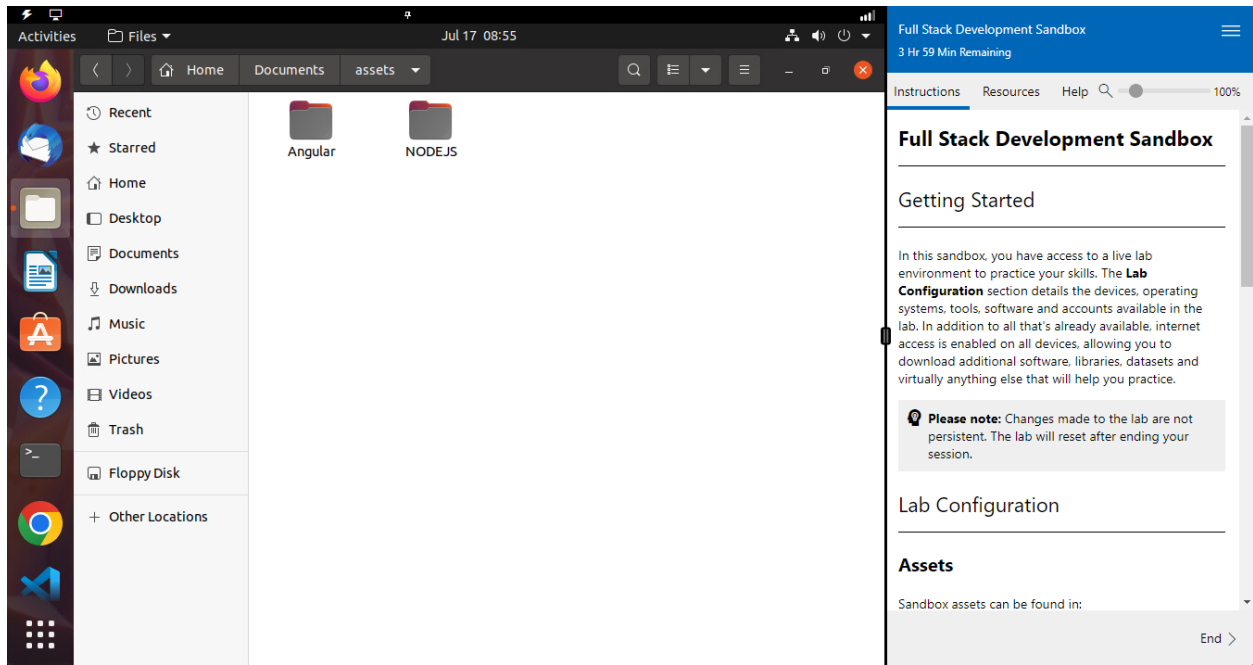 Activities
Files
Jul 17 08:55
Home
Documents
assets
Recent
Starred
Home
Desktop
Documents
Downloads
Music
Pictures
Videos
Trash
Floppy Disk
+ Other Locations
Angular
NODEJS
Full Stack Development Sandbox
3 Hr 59 Min Remaining
Instructions
Resources
Help
100%
Full Stack Development Sandbox
Getting Started
In this sandbox, you have access to a live lab
environment to practice your skills. The Lab
Configuration section details the devices, operating
systems, tools, software and accounts available in the
lab. In addition to all that's already available, internet
access is enabled on all devices, allowing you to
download additional software, libraries, datasets and
virtually anything else that will help you practice.
Please note: Changes made to the lab are not
persistent. The lab will reset after ending your
session.
Lab Configuration
Assets
Sandbox assets can be found in:
End